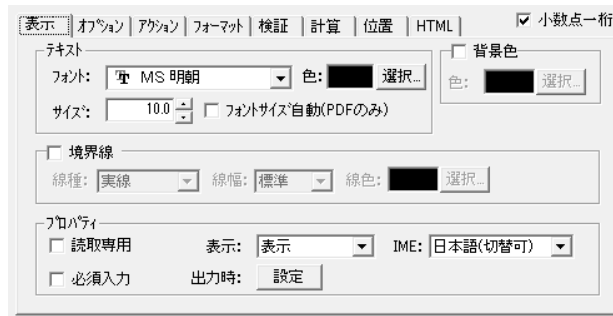 表示 ｵﾌﾟｼｮﾝ ｱｸｼｮﾝ ﾌｫｰﾏｯﾄ 検証 計算 位置 HTML 小数点一桁
ﾃｷｽﾄ 背景色
ﾌｫﾝﾄ: MS 明朝 色: 選択... 色: 選択...
ｻｲｽﾞ: 10.0 ﾌｫﾝﾄｻｲｽﾞ自動(PDFのみ)
境界線
線種: 実線 線幅: 標準 線色: 選択...
ﾌﾟﾛﾊﾟﾃｨ
読取専用 表示: 表示 IME: 日本語(切替可)
必須入力 出力時: 設定